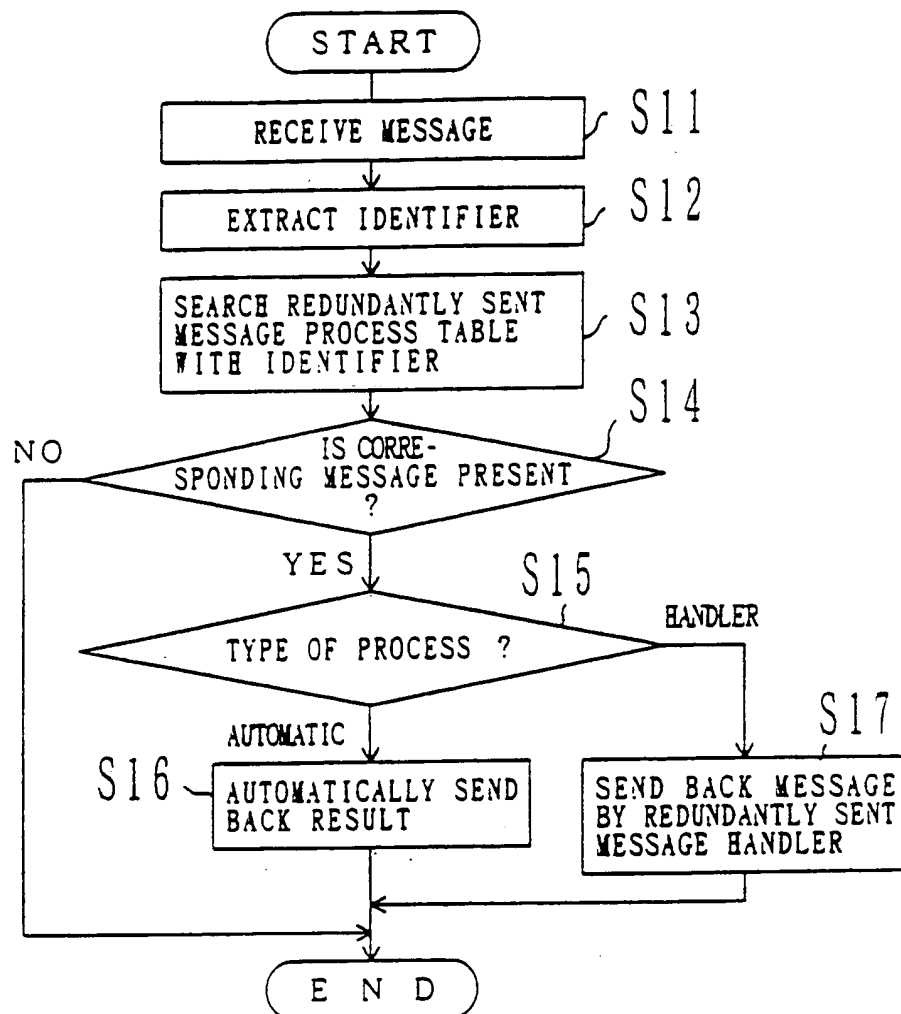 START
RECEIVE MESSAGE
S11
EXTRACT IDENTIFIER
S12
SEARCH REDUNDANTLY SENT
MESSAGE PROCESS TABLE
WITH IDENTIFIER
S13
S14
NO
IS CORRE-
SPONDING MESSAGE PRESENT
?
YES
S15
TYPE OF PROCESS ?
HANDLER
AUTOMATIC
S16
AUTOMATICALLY SEND
BACK RESULT
S17
SEND BACK MESSAGE
BY REDUNDANTLY SENT
MESSAGE HANDLER
END